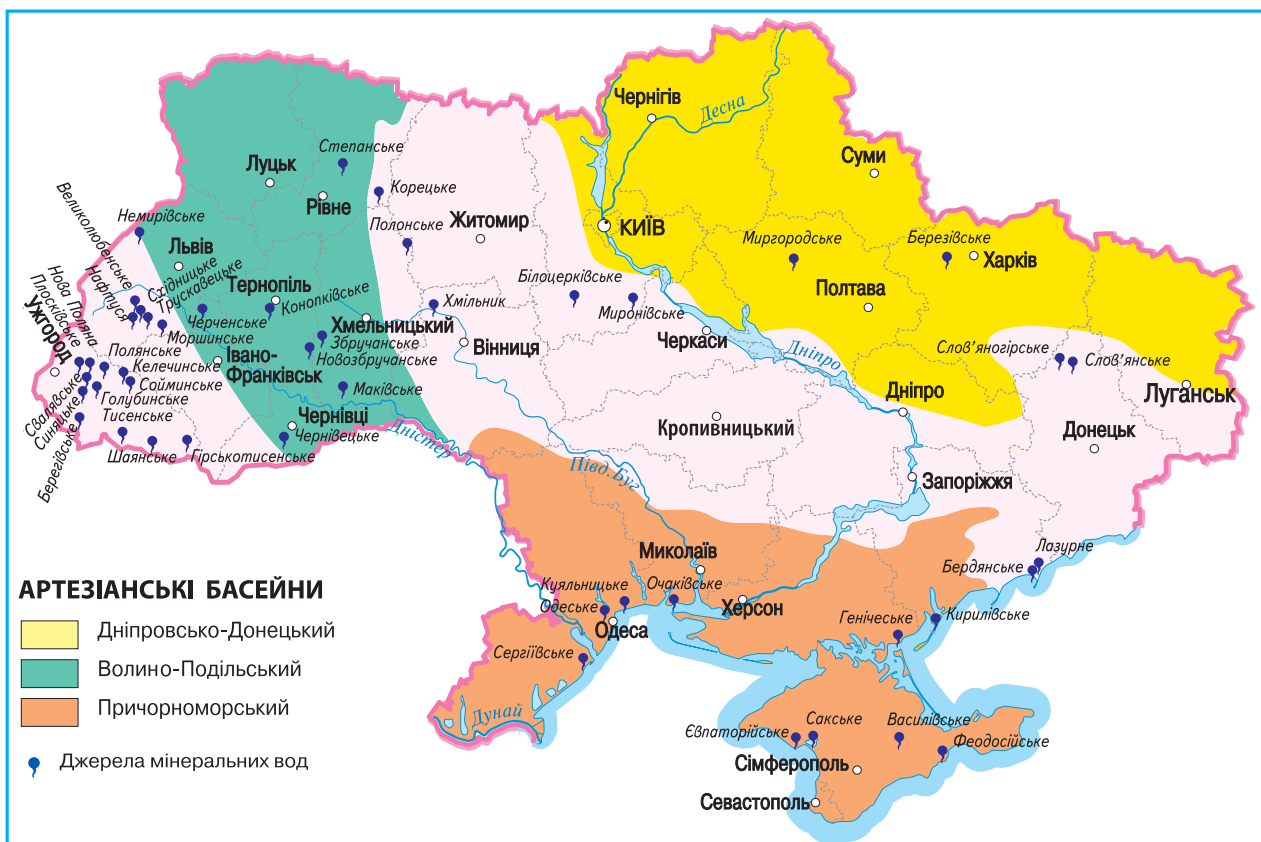 Чернігів
Десна
Суми
Степанське
Луцьк
Корецьке
Рівне
Великолюбенське
Немирівське
Житомир
КИЇВ
Полонське
Миргородське
Березівське
Харків
Львів
Східницьке
Трускавецьке
Нафтуся
Нова Поляна
Плосківське
Ужгород
Тернопіль
Конопківське
Білоцерківське
Хмільник
Миронівське
Полтава
Черченське
Моршинське
Хмельницький
Збручанське
Новозбручанське
Вінниця
Черкаси
Дніпро
Слов’яногірське
Слов’янське
Полянське
Келечинське
Івано-
Франківськ
Сойминське
Голубинське
Свалявське
Синяцьке
Тисенське
Берегівське
Маківське
Дніпро
Луганськ
Чернівці
Чернівецьке
Дністер
Кропивницький
Донецьк
Шаянське
Гірськотисенське
Півд. Буг
Запоріжжя
Миколаїв
Лазурне
Бердянське
Куяльницьке
Очаківське
Одеське
Одеса
Херсон
Генічеське
Кирилівське
Сергіївське
Дунай
Євпаторійське
Сакське
Василівське
Феодосійське
Сімферополь
Севастополь
АРТЕЗІАНСЬКІ БАСЕЙНИ
Дніпровсько-Донецький
Волино-Подільський
Причорноморський
Джерела мінеральних вод